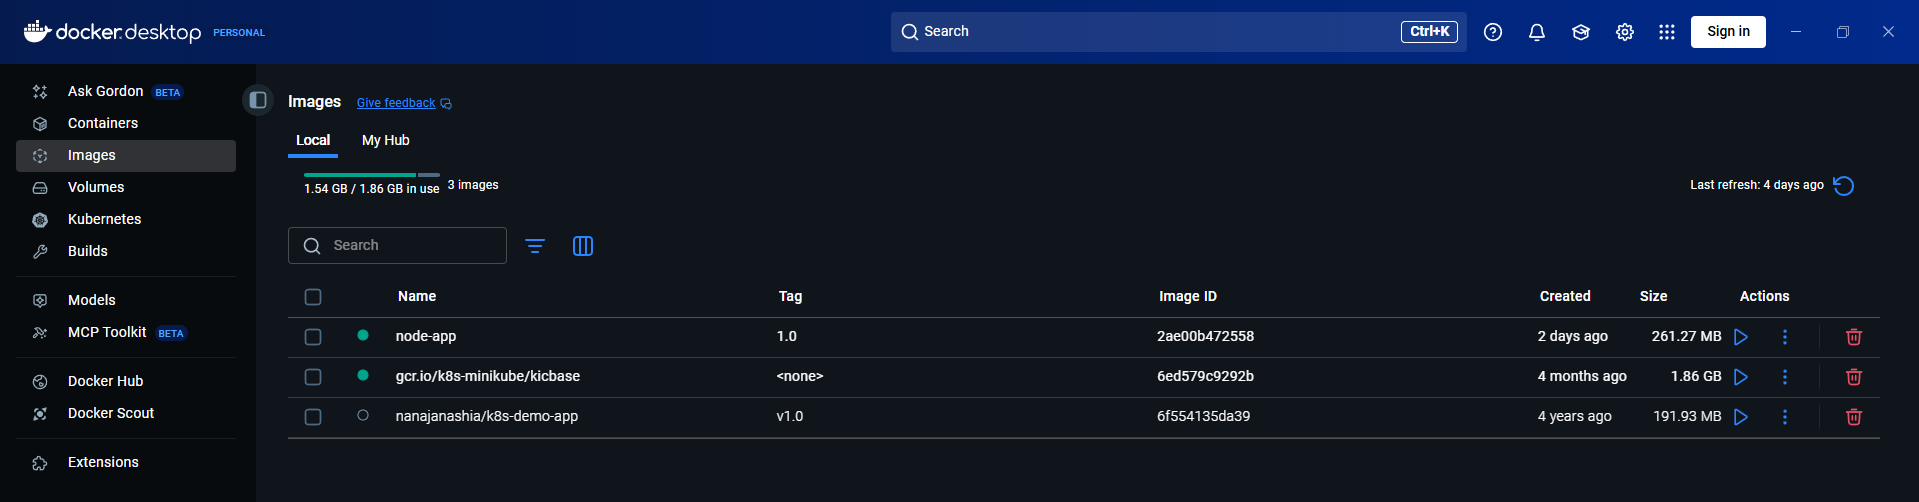 docker.desktop PERSONAL Search Ctrl+K Sign in
Ask Gordon BETA
Containers
Images
Volumes
Kubernetes
Builds
Models
MCP Toolkit BETA
Docker Hub
Docker Scout
Extensions
Images Give feedback
Local My Hub
1.54 GB / 1.86 GB in use 3 images Last refresh: 4 days ago
Search
Name Tag Image ID Created Size Actions
node-app 1.0 2ae00b472558 2 days ago 261.27 MB
gcr.io/k8s-minikube/kicbase <none> 6ed579c9292b 4 months ago 1.86 GB
nanajanashia/k8s-demo-app v1.0 6f554135da39 4 years ago 191.93 MB